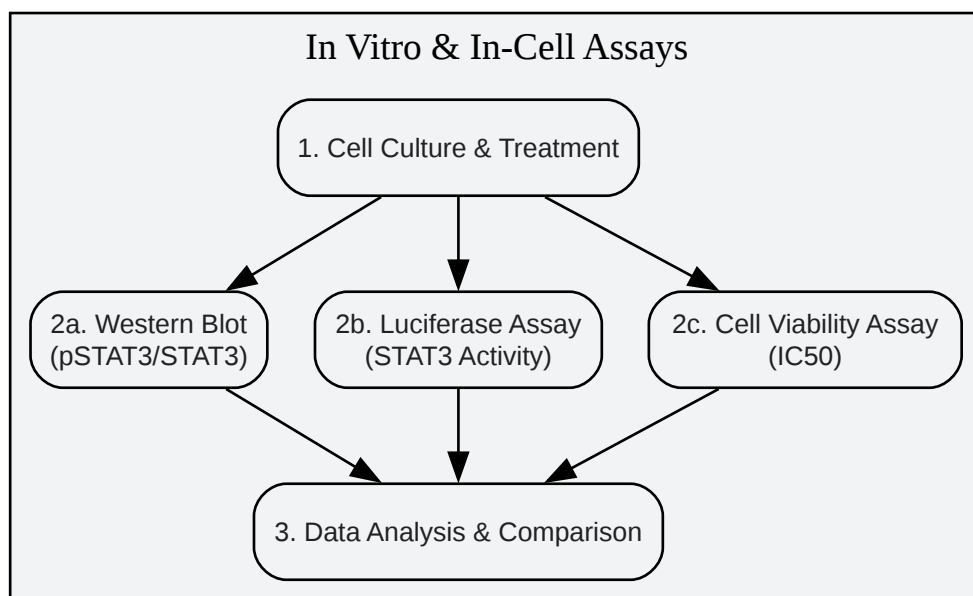 In Vitro & In-Cell Assays
1. Cell Culture & Treatment
2a. Western Blot
(pSTAT3/STAT3)
2b. Luciferase Assay
(STAT3 Activity)
2c. Cell Viability Assay
(IC50)
3. Data Analysis & Comparison